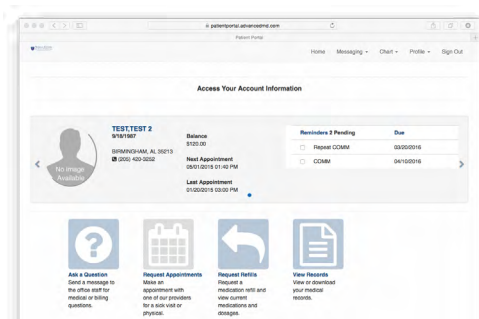 patientportal.advancedmd.com
Patient Portal
Home Messaging Chart Profile Sign Out
Access Your Account Information
TEST,TEST 2
9/16/1987
BIRMINGHAM, AL 35213
(205) 420-3252
No Image
Available
Balance
$120.00
Next Appointment
05/01/2015 01:40 PM
Last Appointment
01/20/2015 03:00 PM
Reminders 2 Pending Due
Repeat COMM 03/20/2016
COMM 04/10/2016
Ask a Question
Send a message to
the office staff for
medical or billing
questions.
Request Appointments
Make an
appointment with
one of our providers
for a sick visit or
physical.
Request Refills
Request a
medication refill and
view current
medications and
dosages.
View Records
View or download
your medical
records.